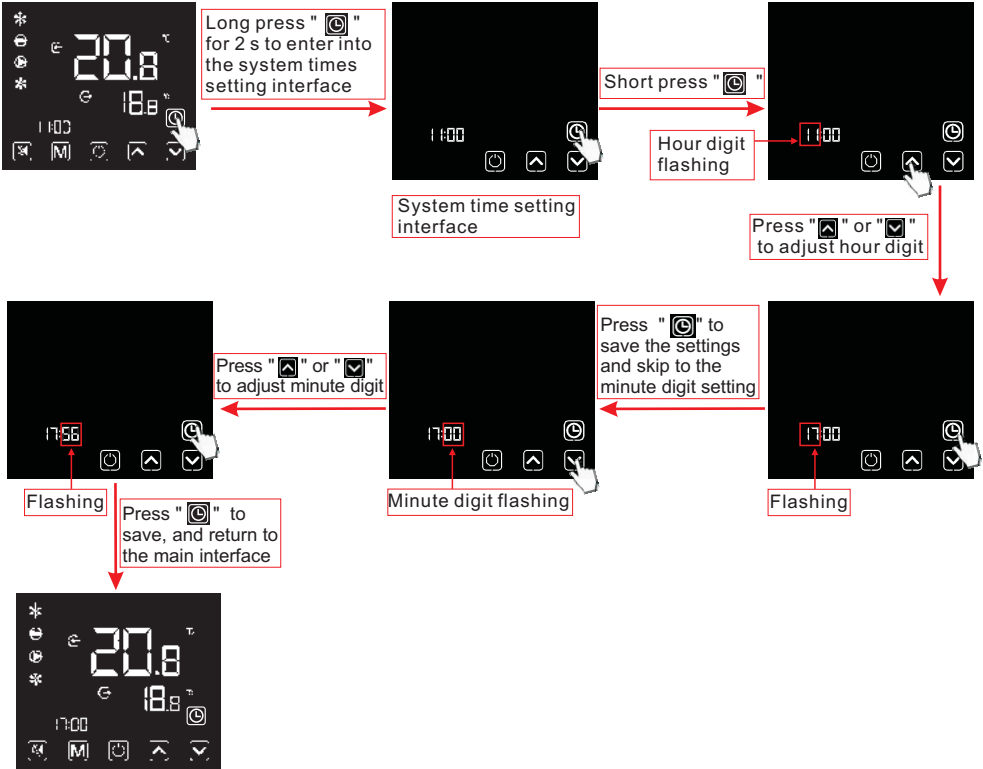 20.8 ℃
18.8 ℃
11:00
M
Long press " "
for 2 s to enter into
the system times
setting interface
11:00
System time setting
interface
Short press " "
11:00
Hour digit
flashing
Press " " or " "
to adjust hour digit
17:00
Flashing
Press " " to
save the settings
and skip to the
minute digit setting
17:00
Minute digit flashing
Press " " or " "
to adjust minute digit
17:56
Flashing
Press " " to
save, and return to
the main interface
20.8
18.8
17:00
M